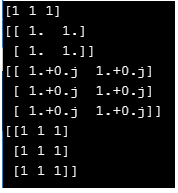 [1 1 1]
[[ 1.  1.]
 [ 1.  1.]]
[[ 1.+0.j  1.+0.j]
 [ 1.+0.j  1.+0.j]
 [ 1.+0.j  1.+0.j]]
[[1 1 1]
 [1 1 1]
 [1 1 1]]